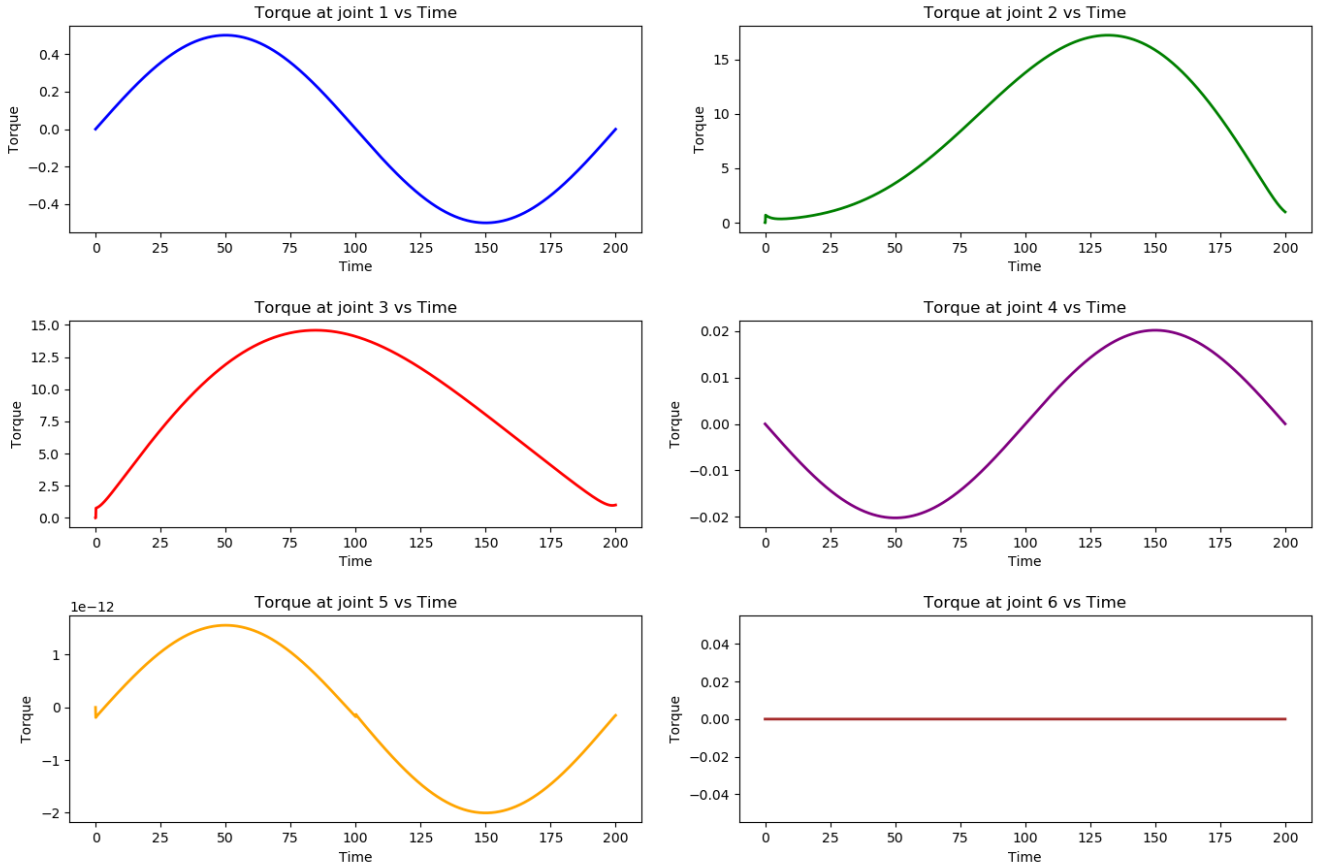 Torque at joint 1 vs Time
0.4
0.2
0.0
−0.2
−0.4
Torque
0 25 50 75 100 125 150 175 200
Time
Torque at joint 2 vs Time
15
10
5
0
Torque
0 25 50 75 100 125 150 175 200
Time
Torque at joint 3 vs Time
15.0
12.5
10.0
7.5
5.0
2.5
0.0
Torque
0 25 50 75 100 125 150 175 200
Time
Torque at joint 4 vs Time
0.02
0.01
0.00
−0.01
−0.02
Torque
0 25 50 75 100 125 150 175 200
Time
Torque at joint 5 vs Time
1e−12
1
0
−1
−2
Torque
0 25 50 75 100 125 150 175 200
Time
Torque at joint 6 vs Time
0.04
0.02
0.00
−0.02
−0.04
Torque
0 25 50 75 100 125 150 175 200
Time